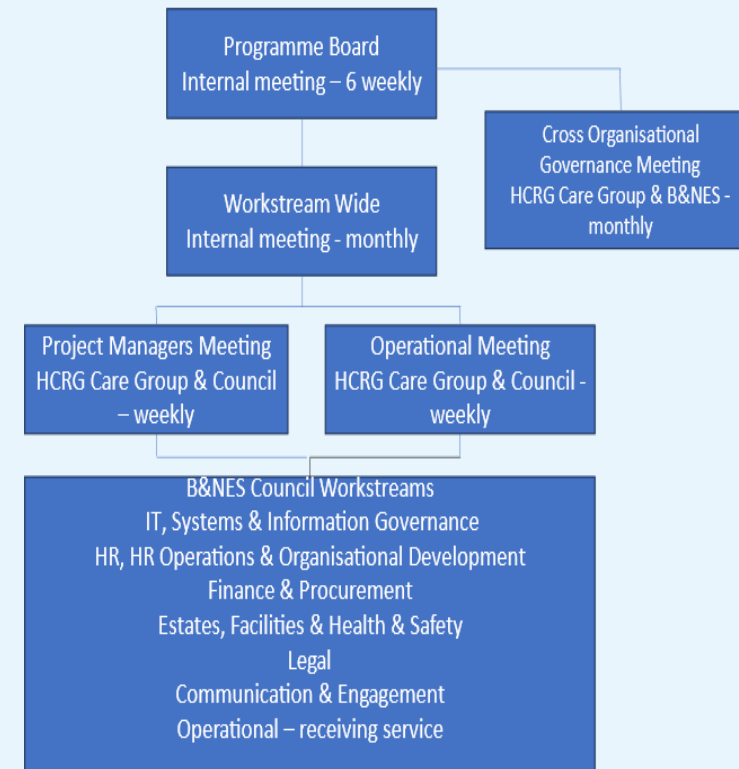 Programme Board
Internal meeting – 6 weekly
Cross Organisational
Governance Meeting
HCRG Care Group & B&NES -
monthly
Workstream Wide
Internal meeting - monthly
Project Managers Meeting
HCRG Care Group & Council
– weekly
Operational Meeting
HCRG Care Group & Council -
weekly
B&NES Council Workstreams
IT, Systems & Information Governance
HR, HR Operations & Organisational Development
Finance & Procurement
Estates, Facilities & Health & Safety
Legal
Communication & Engagement
Operational – receiving service